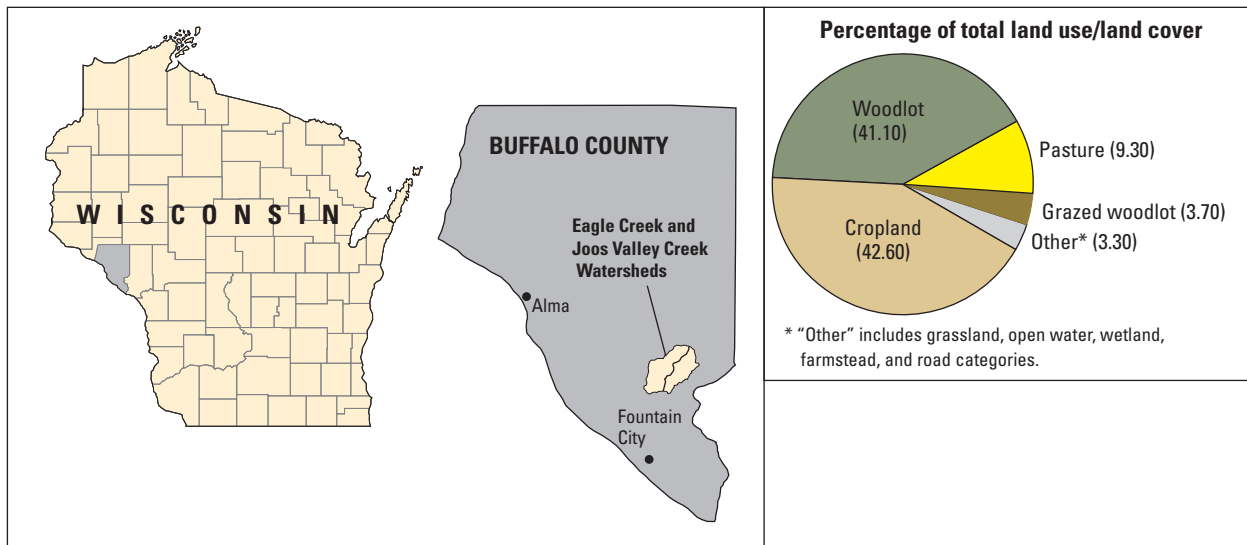 WISCONSIN
BUFFALO COUNTY
Eagle Creek and
Joos Valley Creek
Watersheds
Alma
Fountain
City
Percentage of total land use/land cover
Woodlot
(41.10)
Pasture (9.30)
Grazed woodlot (3.70)
Other* (3.30)
Cropland
(42.60)
* “Other” includes grassland, open water, wetland,
farmstead, and road categories.